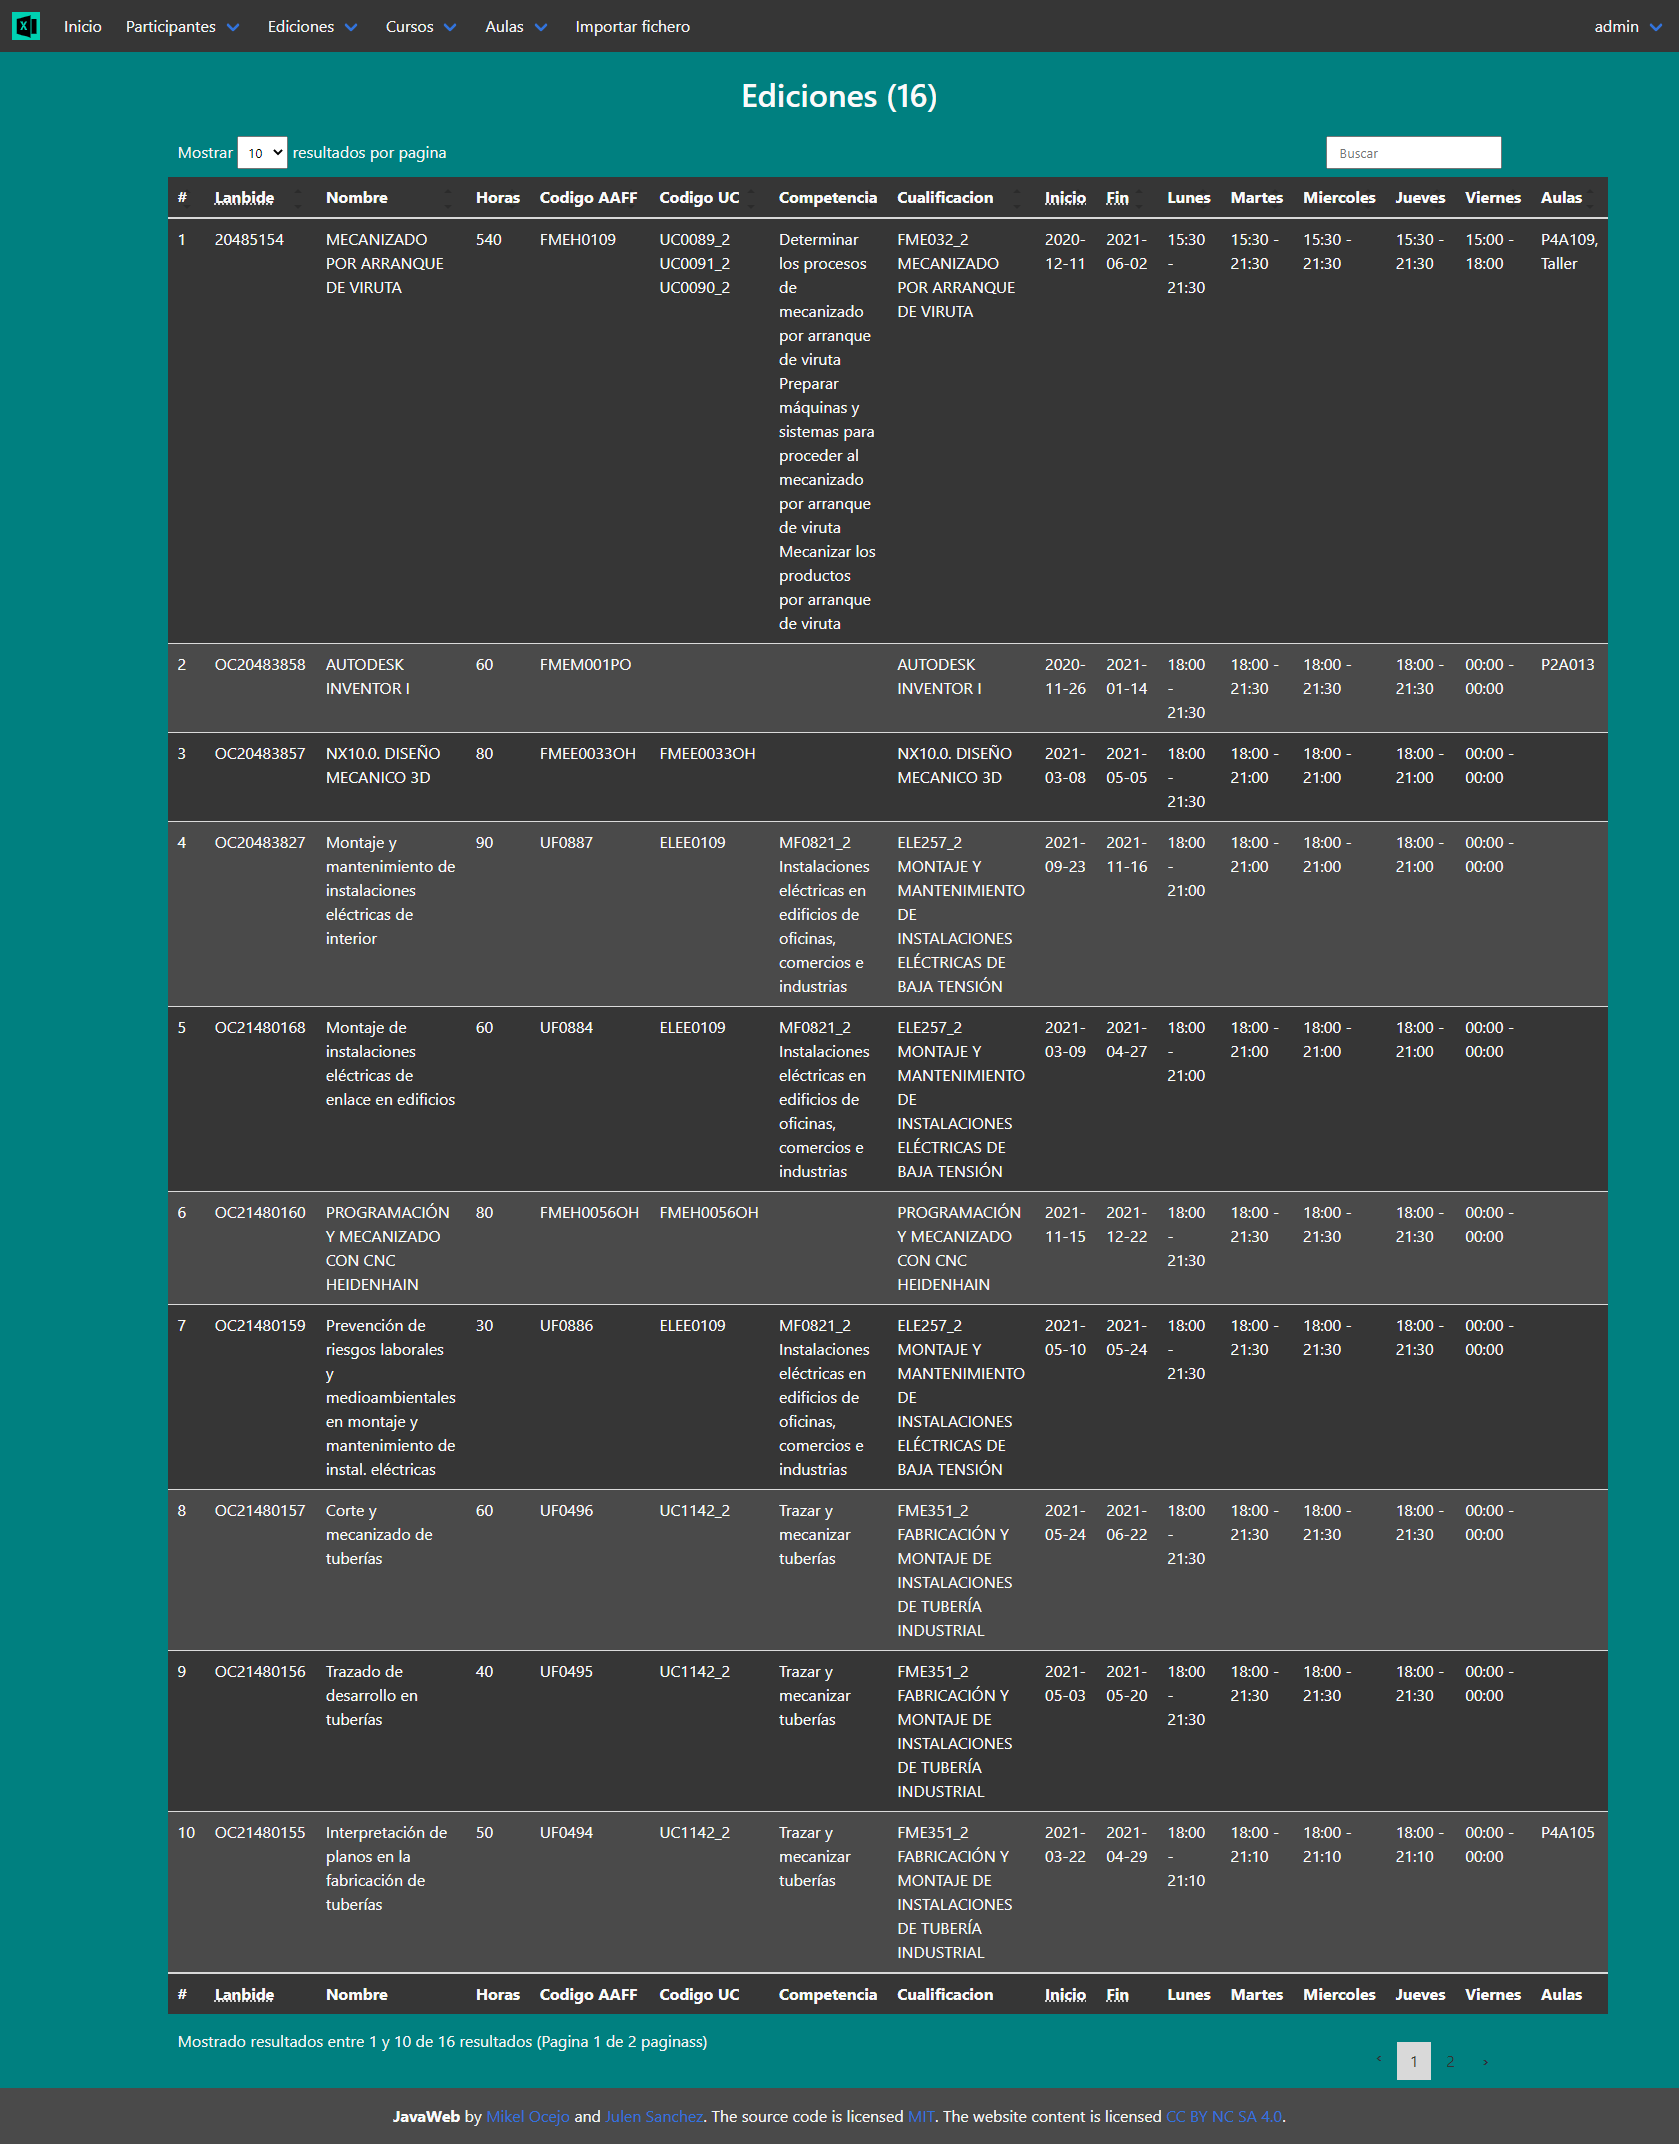 Inicio Participantes Ediciones Cursos Aulas Importar fichero admin
Ediciones (16)
Mostrar 10 resultados por pagina Buscar
# Lanbide Nombre Horas Codigo AAFF Codigo UC Competencia Cualificacion Inicio Fin Lunes Martes Miercoles Jueves Viernes Aulas
1 20485154 MECANIZADO 540 FMEH0109 UC0089_2 Determinar FME032_2 2020- 2021- 15:30 15:30 - 15:30 - 15:30 - 15:00 - P4A109,
POR ARRANQUE UC0091_2 los procesos MECANIZADO 12-11 06-02 - 21:30 21:30 21:30 18:00 Taller
DE VIRUTA UC0090_2 de POR ARRANQUE 21:30
mecanizado DE VIRUTA
por arranque
de viruta
Preparar
máquinas y
sistemas para
proceder al
mecanizado
por arranque
de viruta
Mecanizar los
productos
por arranque
de viruta
2 OC20483858 AUTODESK 60 FMEM001PO AUTODESK 2020- 2021- 18:00 18:00 - 18:00 - 18:00 - 00:00 - P2A013
INVENTOR I INVENTOR I 11-26 01-14 - 21:30 21:30 21:30 00:00
21:30
3 OC20483857 NX10.0. DISEÑO 80 FMEE0033OH FMEE0033OH NX10.0. DISEÑO 2021- 2021- 18:00 18:00 - 18:00 - 18:00 - 00:00 -
MECANICO 3D MECANICO 3D 03-08 05-05 - 21:00 21:00 21:00 00:00
21:30
4 OC20483827 Montaje y 90 UF0887 ELEE0109 MF0821_2 ELE257_2 2021- 2021- 18:00 18:00 - 18:00 - 18:00 - 00:00 -
mantenimiento de Instalaciones MONTAJE Y 09-23 11-16 - 21:00 21:00 21:00 00:00
instalaciones eléctricas en MANTENIMIENTO 21:00
eléctricas de edificios de DE
interior oficinas, INSTALACIONES
comercios e ELÉCTRICAS DE
industrias BAJA TENSIÓN
5 OC21480168 Montaje de 60 UF0884 ELEE0109 MF0821_2 ELE257_2 2021- 2021- 18:00 18:00 - 18:00 - 18:00 - 00:00 -
instalaciones Instalaciones MONTAJE Y 03-09 04-27 - 21:00 21:00 21:00 00:00
eléctricas de eléctricas en MANTENIMIENTO 21:00
enlace en edificios edificios de DE
oficinas, INSTALACIONES
comercios e ELÉCTRICAS DE
industrias BAJA TENSIÓN
6 OC21480160 PROGRAMACIÓN 80 FMEH0056OH FMEH0056OH PROGRAMACIÓN 2021- 2021- 18:00 18:00 - 18:00 - 18:00 - 00:00 -
Y MECANIZADO Y MECANIZADO 11-15 12-22 - 21:30 21:30 21:30 00:00
CON CNC CON CNC 21:30
HEIDENHAIN HEIDENHAIN
7 OC21480159 Prevención de 30 UF0886 ELEE0109 MF0821_2 ELE257_2 2021- 2021- 18:00 18:00 - 18:00 - 18:00 - 00:00 -
riesgos laborales Instalaciones MONTAJE Y 05-10 05-24 - 21:30 21:30 21:30 00:00
y eléctricas en MANTENIMIENTO 21:30
medioambientales edificios de DE
en montaje y oficinas, INSTALACIONES
mantenimiento de comercios e ELÉCTRICAS DE
instal. eléctricas industrias BAJA TENSIÓN
8 OC21480157 Corte y 60 UF0496 UC1142_2 Trazar y FME351_2 2021- 2021- 18:00 18:00 - 18:00 - 18:00 - 00:00 -
mecanizado de mecanizar FABRICACIÓN Y 05-24 06-22 - 21:30 21:30 21:30 00:00
tuberías tuberías MONTAJE DE 21:30
INSTALACIONES
DE TUBERÍA
INDUSTRIAL
9 OC21480156 Trazado de 40 UF0495 UC1142_2 Trazar y FME351_2 2021- 2021- 18:00 18:00 - 18:00 - 18:00 - 00:00 -
desarrollo en mecanizar FABRICACIÓN Y 05-03 05-20 - 21:30 21:30 21:30 00:00
tuberías tuberías MONTAJE DE 21:30
INSTALACIONES
DE TUBERÍA
INDUSTRIAL
10 OC21480155 Interpretación de 50 UF0494 UC1142_2 Trazar y FME351_2 2021- 2021- 18:00 18:00 - 18:00 - 18:00 - 00:00 - P4A105
planos en la mecanizar FABRICACIÓN Y 03-22 04-29 - 21:10 21:10 21:10 00:00
fabricación de tuberías MONTAJE DE 21:10
tuberías INSTALACIONES
DE TUBERÍA
INDUSTRIAL
# Lanbide Nombre Horas Codigo AAFF Codigo UC Competencia Cualificacion Inicio Fin Lunes Martes Miercoles Jueves Viernes Aulas
Mostrado resultados entre 1 y 10 de 16 resultados (Pagina 1 de 2 paginass)
‹ 1 2 ›
JavaWeb by Mikel Ocejo and Julen Sanchez. The source code is licensed MIT. The website content is licensed CC BY NC SA 4.0.